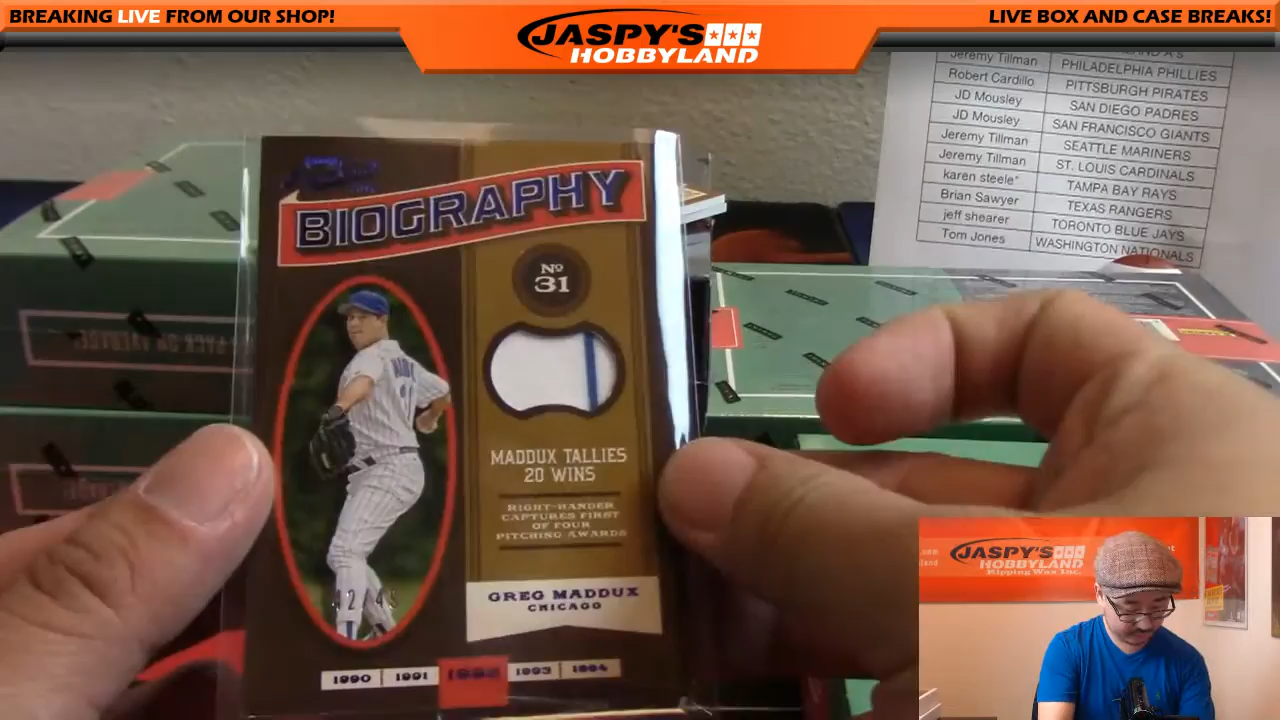 BREAKING LIVE FROM OUR SHOP!
JASPY'S
HOBBYLAND
LIVE BOX AND CASE BREAKS!
Jeremy Tillman
PHILADELPHIA PHILLIES
Robert Cardillo
PITTSBURGH PIRATES
JD Mousley
SAN DIEGO PADRES
JD Mousley
SAN FRANCISCO GIANTS
Jeremy Tillman
SEATTLE MARINERS
Jeremy Tillman
ST. LOUIS CARDINALS
karen steele*
TAMPA BAY RAYS
Brian Sawyer
TEXAS RANGERS
jeff shearer
TORONTO BLUE JAYS
Tom Jones
WASHINGTON NATIONALS
BIOGRAPHY
Nº
31
MADDUX TALLIES
20 WINS
RIGHT-HANDER
CAPTURES FIRST
OF FOUR
PITCHING AWARDS
GREG MADDUX
CHICAGO
1990 1991 1992 1993 1994
JASPY'S
HOBBYLAND
Ripping Wax Inc.